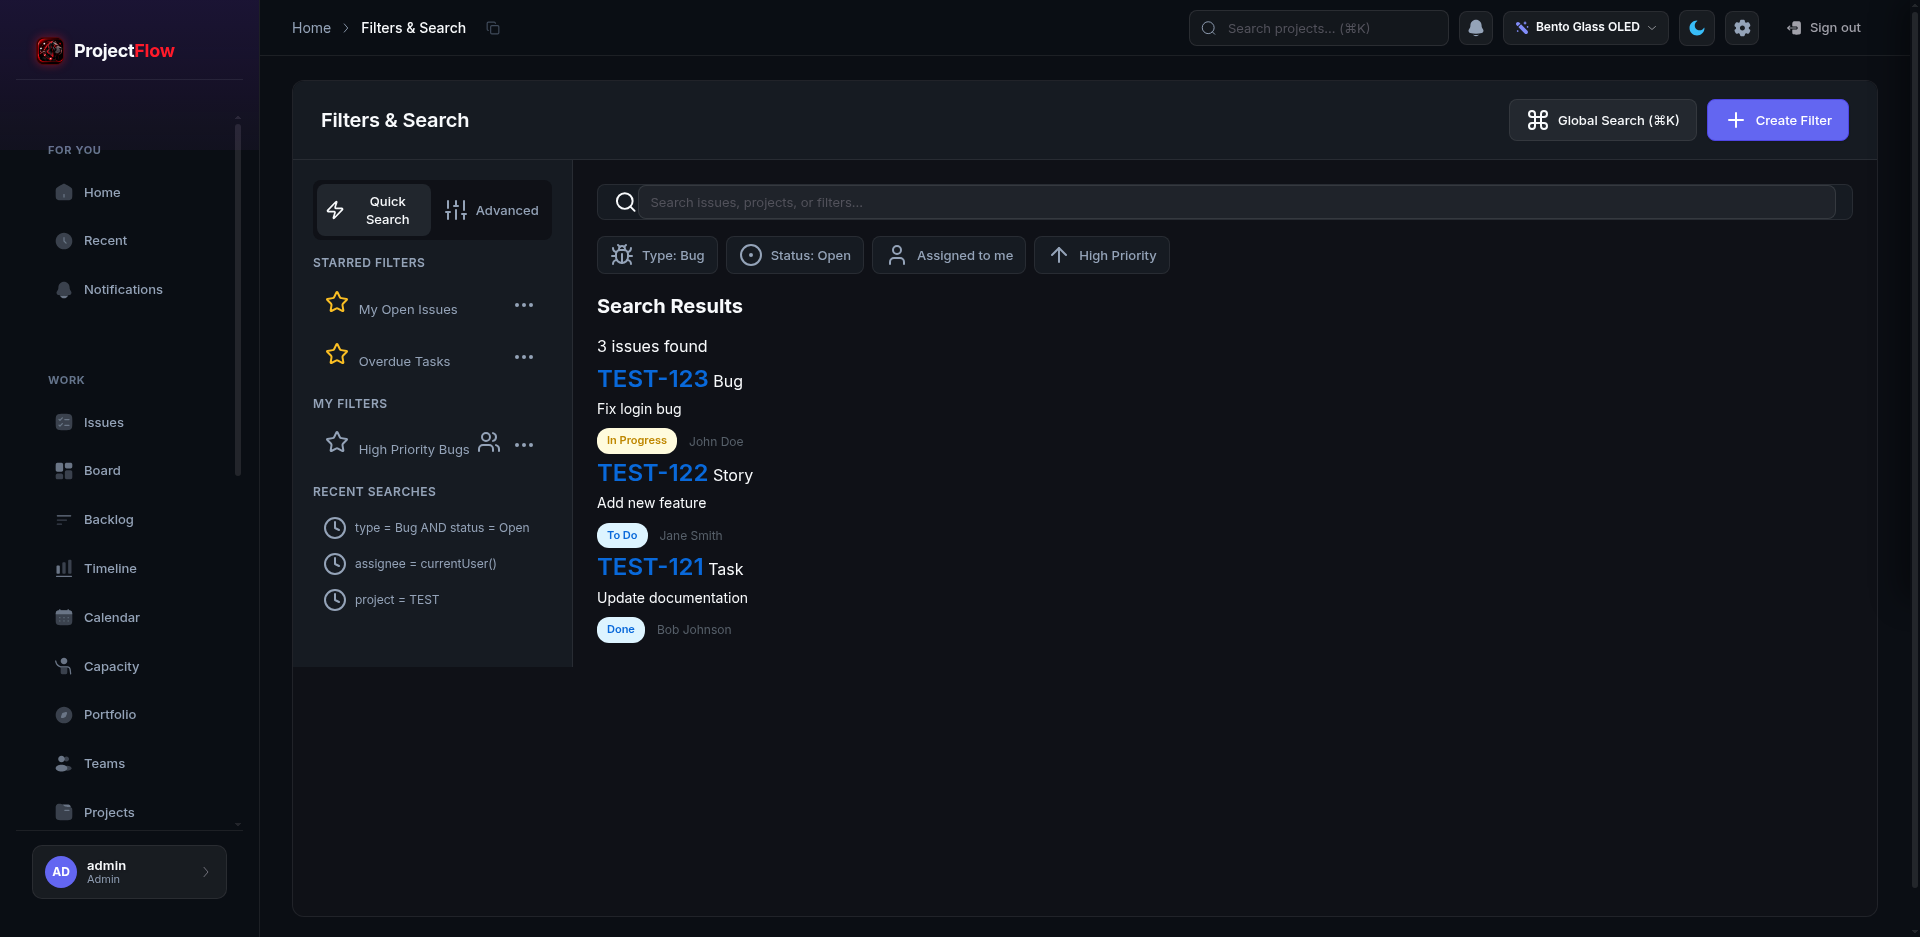 ProjectFlow
FOR YOU
Home
Recent
Notifications
WORK
Issues
Board
Backlog
Timeline
Calendar
Capacity
Portfolio
Teams
Projects
AD
admin
Admin
Home
Filters & Search
Search projects... (⌘K)
Bento Glass OLED
Sign out
Filters & Search
Global Search (⌘K)
Create Filter
Quick
Search
Advanced
STARRED FILTERS
My Open Issues
Overdue Tasks
MY FILTERS
High Priority Bugs
RECENT SEARCHES
type = Bug AND status = Open
assignee = currentUser()
project = TEST
Search issues, projects, or filters...
Type: Bug
Status: Open
Assigned to me
High Priority
Search Results
3 issues found
TEST-123 Bug
Fix login bug
In Progress John Doe
TEST-122 Story
Add new feature
To Do Jane Smith
TEST-121 Task
Update documentation
Done Bob Johnson